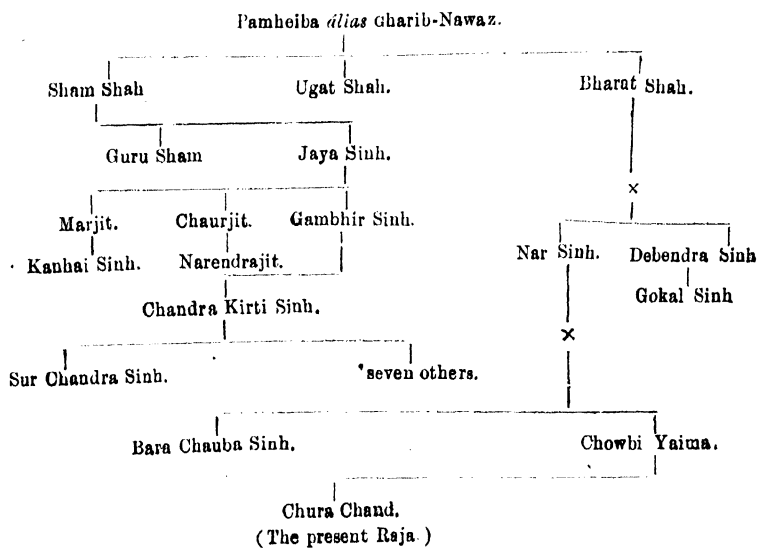 Pamheiba álias Gharib-Nawaz.
Sham Shah Ugat Shah. Bharat Shah.
Guru Sham Jaya Sinh.
×
Marjit. Chaurjit. Gambhir Sinh.
Kanhai Sinh. Narendrajit. Nar Sinh. Debendra Sinh
Gokal Sinh
Chandra Kirti Sinh.
×
Sur Chandra Sinh. seven others.
Bara Chauba Sinh. Chowbi Yaima.
Chura Chand.
(The present Raja.)